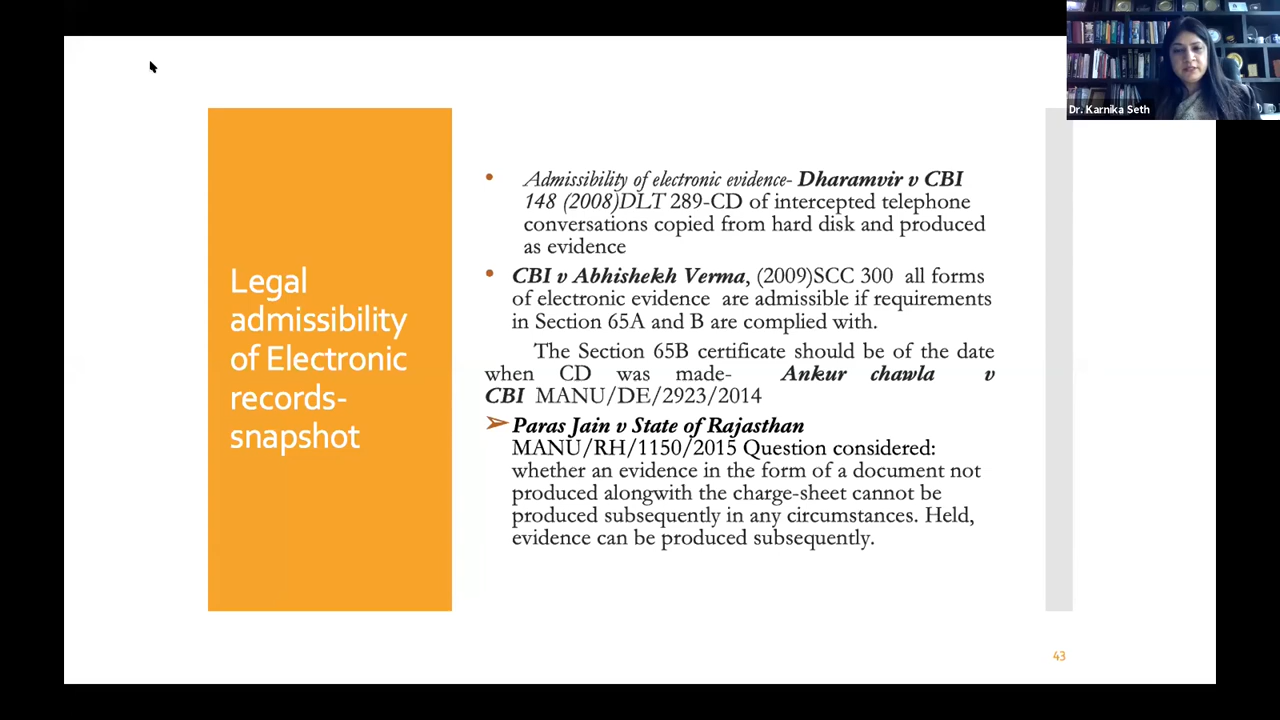 Dr. Karnika Seth
Legal
admissibility
of Electronic
records-
snapshot
• Admissibility of electronic evidence- Dharamvir v CBI
148 (2008)DLT 289-CD of intercepted telephone
conversations copied from hard disk and produced
as evidence
• CBI v Abhishekh Verma, (2009)SCC 300 all forms
of electronic evidence are admissible if requirements
in Section 65A and B are complied with.
The Section 65B certificate should be of the date
when CD was made- Ankur chawla v
CBI MANU/DE/2923/2014
➢ Paras Jain v State of Rajasthan
MANU/RH/1150/2015 Question considered:
whether an evidence in the form of a document not
produced alongwith the charge-sheet cannot be
produced subsequently in any circumstances. Held,
evidence can be produced subsequently.
43